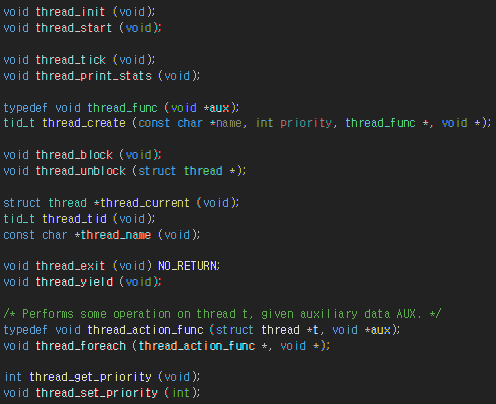 void thread_init (void);
void thread_start (void);
void thread_tick (void);
void thread_print_stats (void);
typedef void thread_func (void *aux);
tid_t thread_create (const char *name, int priority, thread_func *, void *);
void thread_block (void);
void thread_unblock (struct thread *);
struct thread *thread_current (void);
tid_t thread_tid (void);
const char *thread_name (void);
void thread_exit (void) NO_RETURN;
void thread_yield (void);
/* Performs some operation on thread t, given auxiliary data AUX. */
typedef void thread_action_func (struct thread *t, void *aux);
void thread_foreach (thread_action_func *, void *);
int thread_get_priority (void);
void thread_set_priority (int);